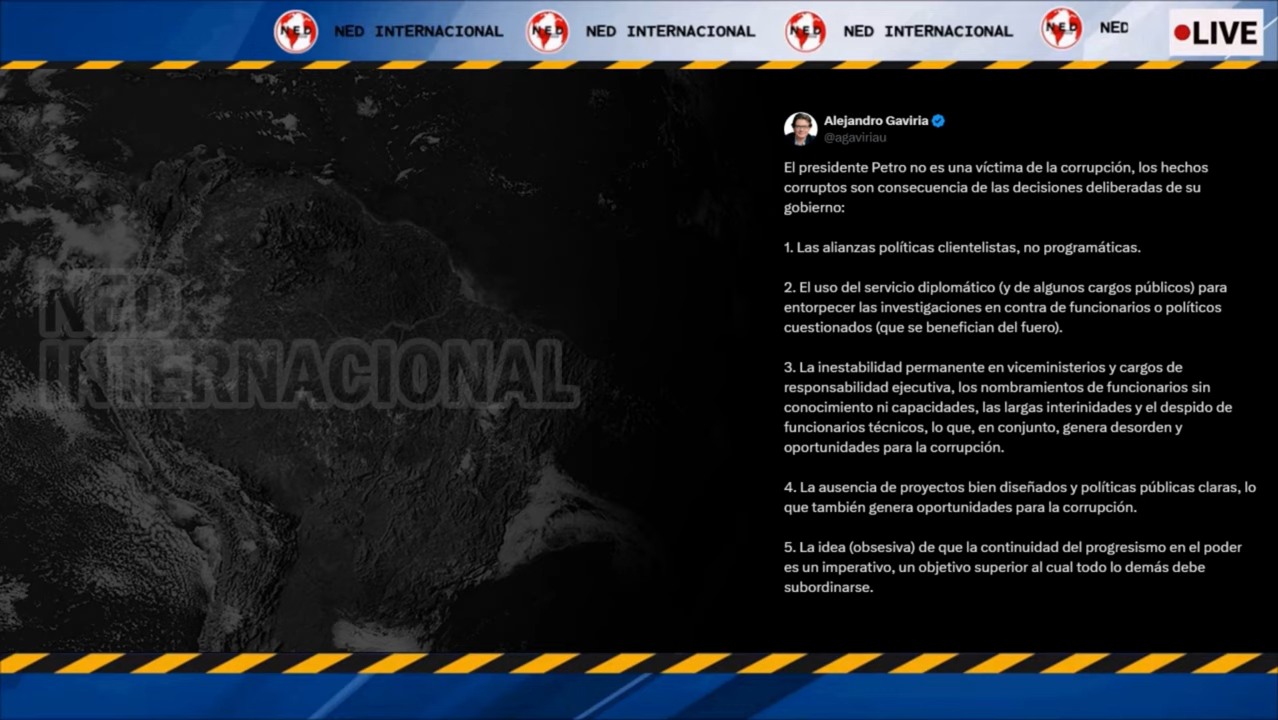 NED NED INTERNACIONAL NED NED INTERNACIONAL NED NED INTERNACIONAL NED NED LIVE
Alejandro Gaviria
@agaviriau
El presidente Petro no es una víctima de la corrupción, los hechos
corruptos son consecuencia de las decisiones deliberadas de su
gobierno:
1. Las alianzas políticas clientelistas, no programáticas.
2. El uso del servicio diplomático (y de algunos cargos públicos) para
entorpecer las investigaciones en contra de funcionarios o políticos
cuestionados (que se benefician del fuero).
3. La inestabilidad permanente en viceministerios y cargos de
responsabilidad ejecutiva, los nombramientos de funcionarios sin
conocimiento ni capacidades, las largas interinidades y el despido de
funcionarios técnicos, lo que, en conjunto, genera desorden y
oportunidades para la corrupción.
4. La ausencia de proyectos bien diseñados y políticas públicas claras, lo
que también genera oportunidades para la corrupción.
5. La idea (obsesiva) de que la continuidad del progresismo en el poder
es un imperativo, un objetivo superior al cual todo lo demás debe
subordinarse.
NED
INTERNACIONAL